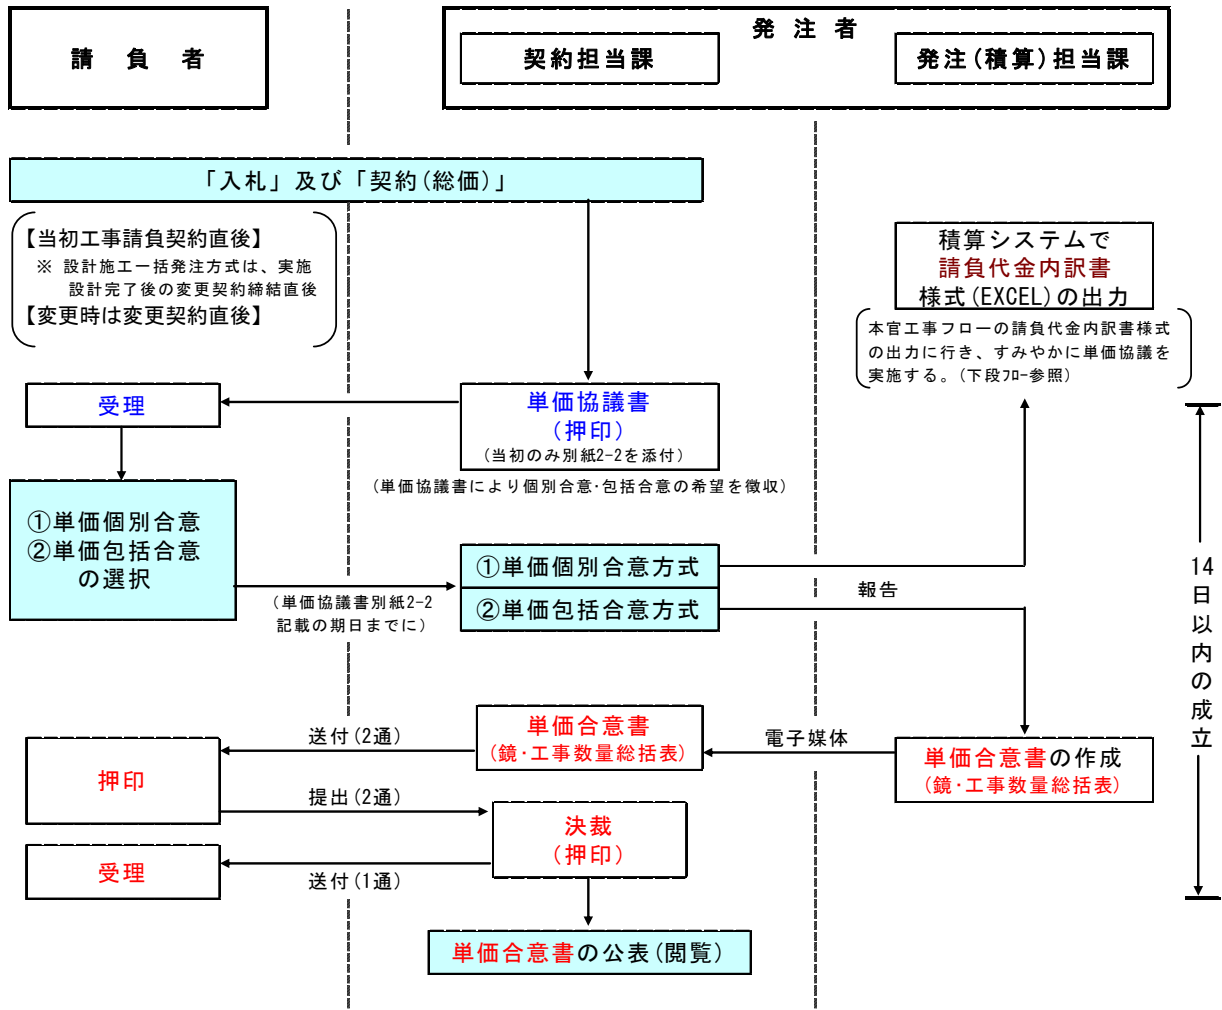 請負者
発注者
契約担当課
発注(積算)担当課
「入札」及び「契約(総価)」
【当初工事請負契約直後】
※ 設計施工一括発注方式は、実施
設計完了後の変更契約締結直後
【変更時は変更契約直後】
積算システムで
請負代金内訳書
様式(EXCEL)の出力
本官工事フローの請負代金内訳書様式
の出力に行き、すみやかに単価協議を
実施する。(下段ﾌﾛｰ参照)
受理
単価協議書
(押印)
(当初のみ別紙2-2を添付)
(単価協議書により個別合意･包括合意の希望を徴収)
①単価個別合意
②単価包括合意
の選択
(単価協議書別紙2-2
記載の期日までに)
①単価個別合意方式
②単価包括合意方式
報告
14日以内の成立
単価合意書の作成
(鏡･工事数量総括表)
電子媒体
単価合意書
(鏡･工事数量総括表)
送付(2通)
押印
提出(2通)
決裁
(押印)
送付(1通)
受理
単価合意書の公表(閲覧)